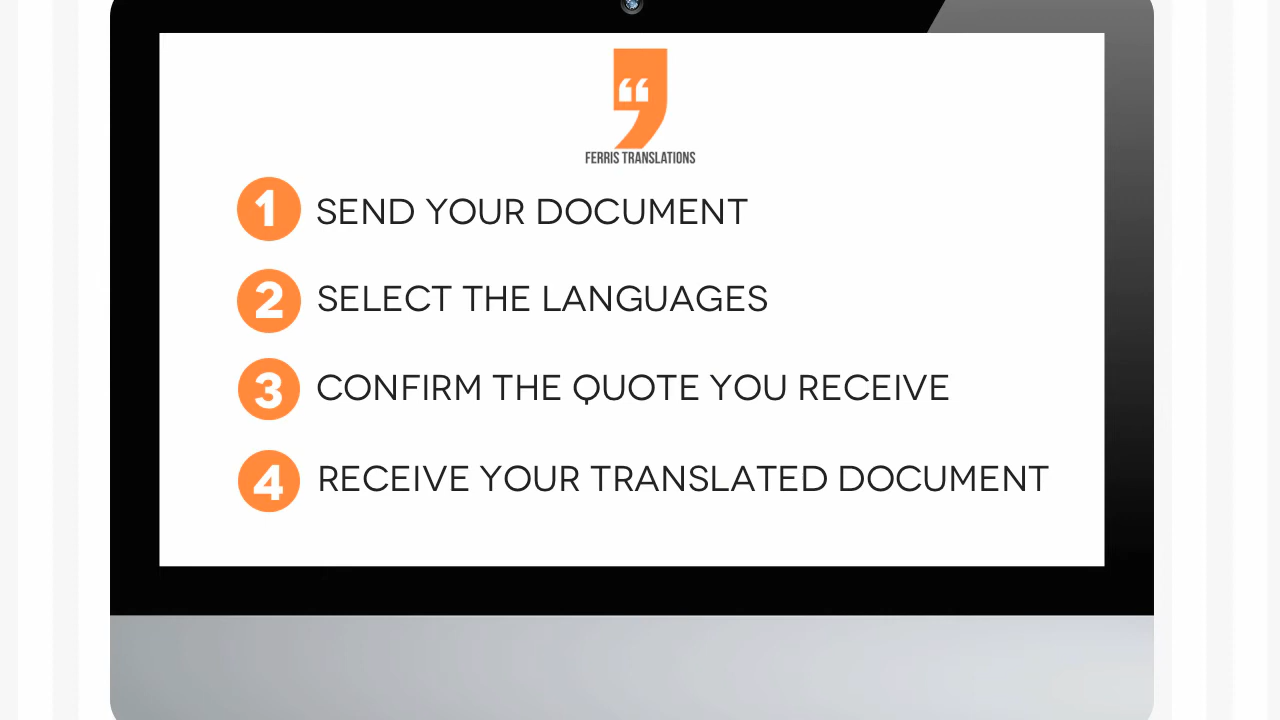 FERRIS TRANSLATIONS
1 SEND YOUR DOCUMENT
2 SELECT THE LANGUAGES
3 CONFIRM THE QUOTE YOU RECEIVE
4 RECEIVE YOUR TRANSLATED DOCUMENT